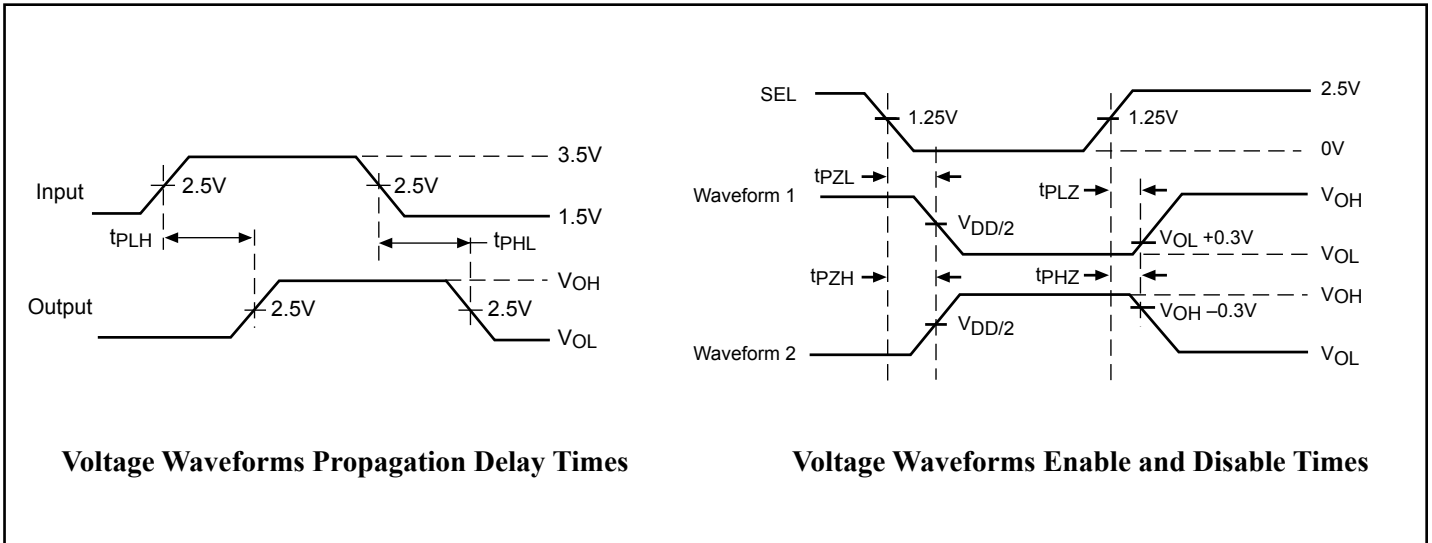 Input
2.5V
2.5V
3.5V
1.5V
tPLH
tPHL
Output
2.5V
2.5V
VOH
VOL
Voltage Waveforms Propagation Delay Times
SEL
1.25V
1.25V
2.5V
0V
tPZL
tPLZ
Waveform 1
VDD/2
VOL +0.3V
VOH
VOL
tPZH
tPHZ
Waveform 2
VDD/2
VOH –0.3V
VOH
VOL
Voltage Waveforms Enable and Disable Times